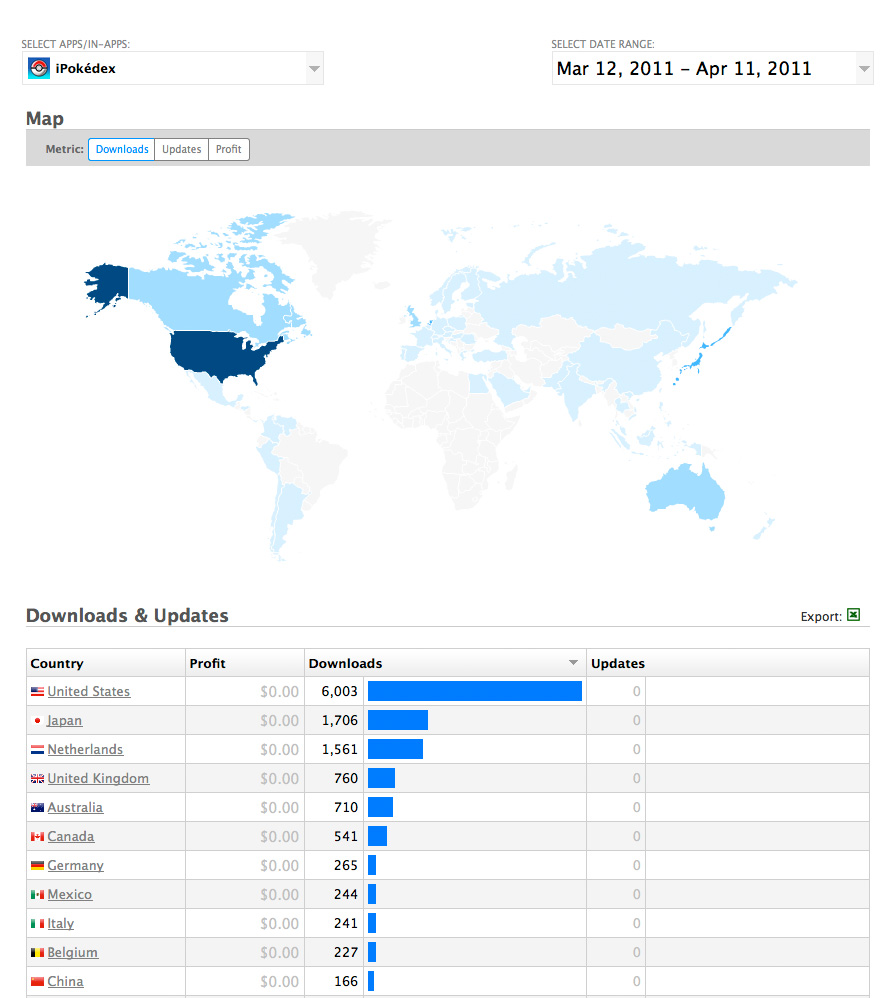 SELECT APPS/IN-APPS: SELECT DATE RANGE:
iPokédex Mar 12, 2011 – Apr 11, 2011
Map
Metric: Downloads Updates Profit
Downloads & Updates Export:
Country Profit Downloads Updates
United States $0.00 6,003 0
Japan $0.00 1,706 0
Netherlands $0.00 1,561 0
United Kingdom $0.00 760 0
Australia $0.00 710 0
Canada $0.00 541 0
Germany $0.00 265 0
Mexico $0.00 244 0
Italy $0.00 241 0
Belgium $0.00 227 0
China $0.00 166 0